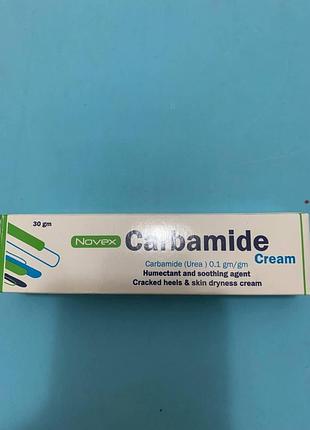 30 gm
Novex Carbamide
Cream
Carbamide (Urea ) 0.1 gm/gm
Humectant and soothing agent
Cracked heels & skin dryness cream